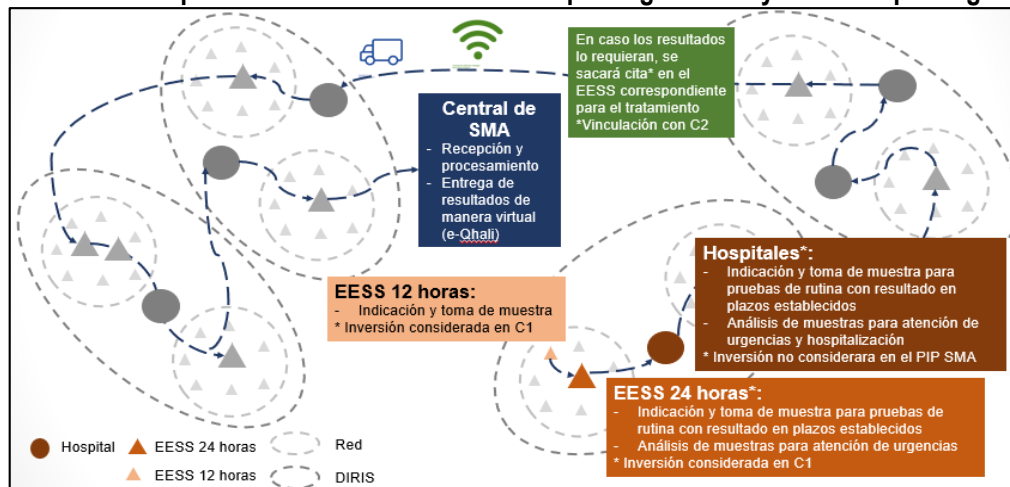 En caso los resultados
lo requieran, se
sacará cita* en el
EESS correspondiente
para el tratamiento
*Vinculación con C2
Central de
SMA
- Recepción y
procesamiento
- Entrega de
resultados de
manera virtual
(e-Qhali)
Hospitales*:
- Indicación y toma de muestra para
pruebas de rutina con resultado en
plazos establecidos
- Análisis de muestras para atención de
urgencias y hospitalización
* Inversión no considerara en el PIP SMA
EESS 12 horas:
- Indicación y toma de muestra
* Inversión considerada en C1
EESS 24 horas*:
- Indicación y toma de muestra para pruebas de
rutina con resultado en plazos establecidos
- Análisis de muestras para atención de urgencias
* Inversión considerada en C1
Hospital
EESS 24 horas
Red
EESS 12 horas
DIRIS